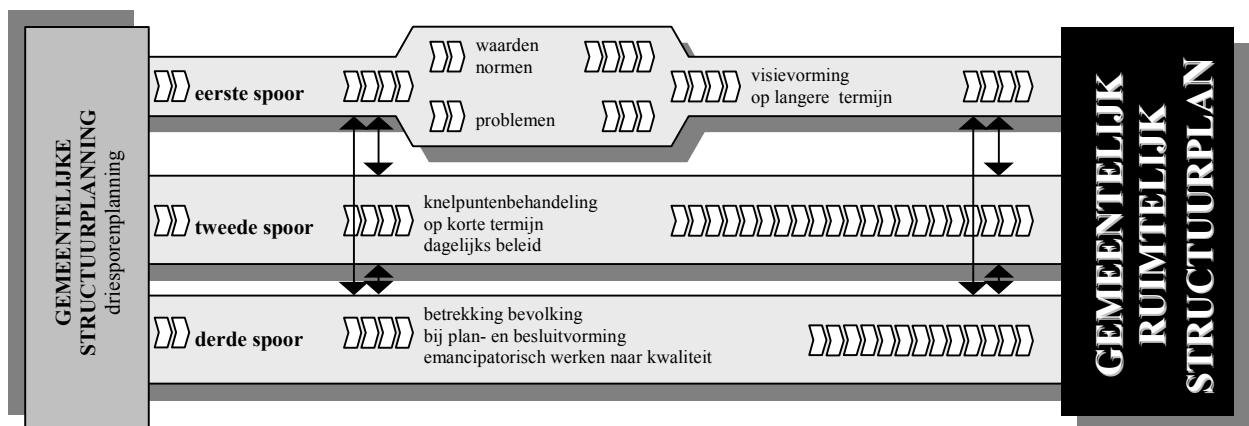 GEMEENTELIJKE
STRUCTUURPLANNING
driesporenplanning
eerste spoor
waarden
normen
problemen
visievorming
op langere termijn
tweede spoor
knelpuntenbehandeling
op korte termijn
dagelijks beleid
derde spoor
betrekking bevolking
bij plan- en besluitvorming
emancipatorisch werken naar kwaliteit
GEMEENTELIJK
RUIMTELIJK
STRUCTUURPLAN